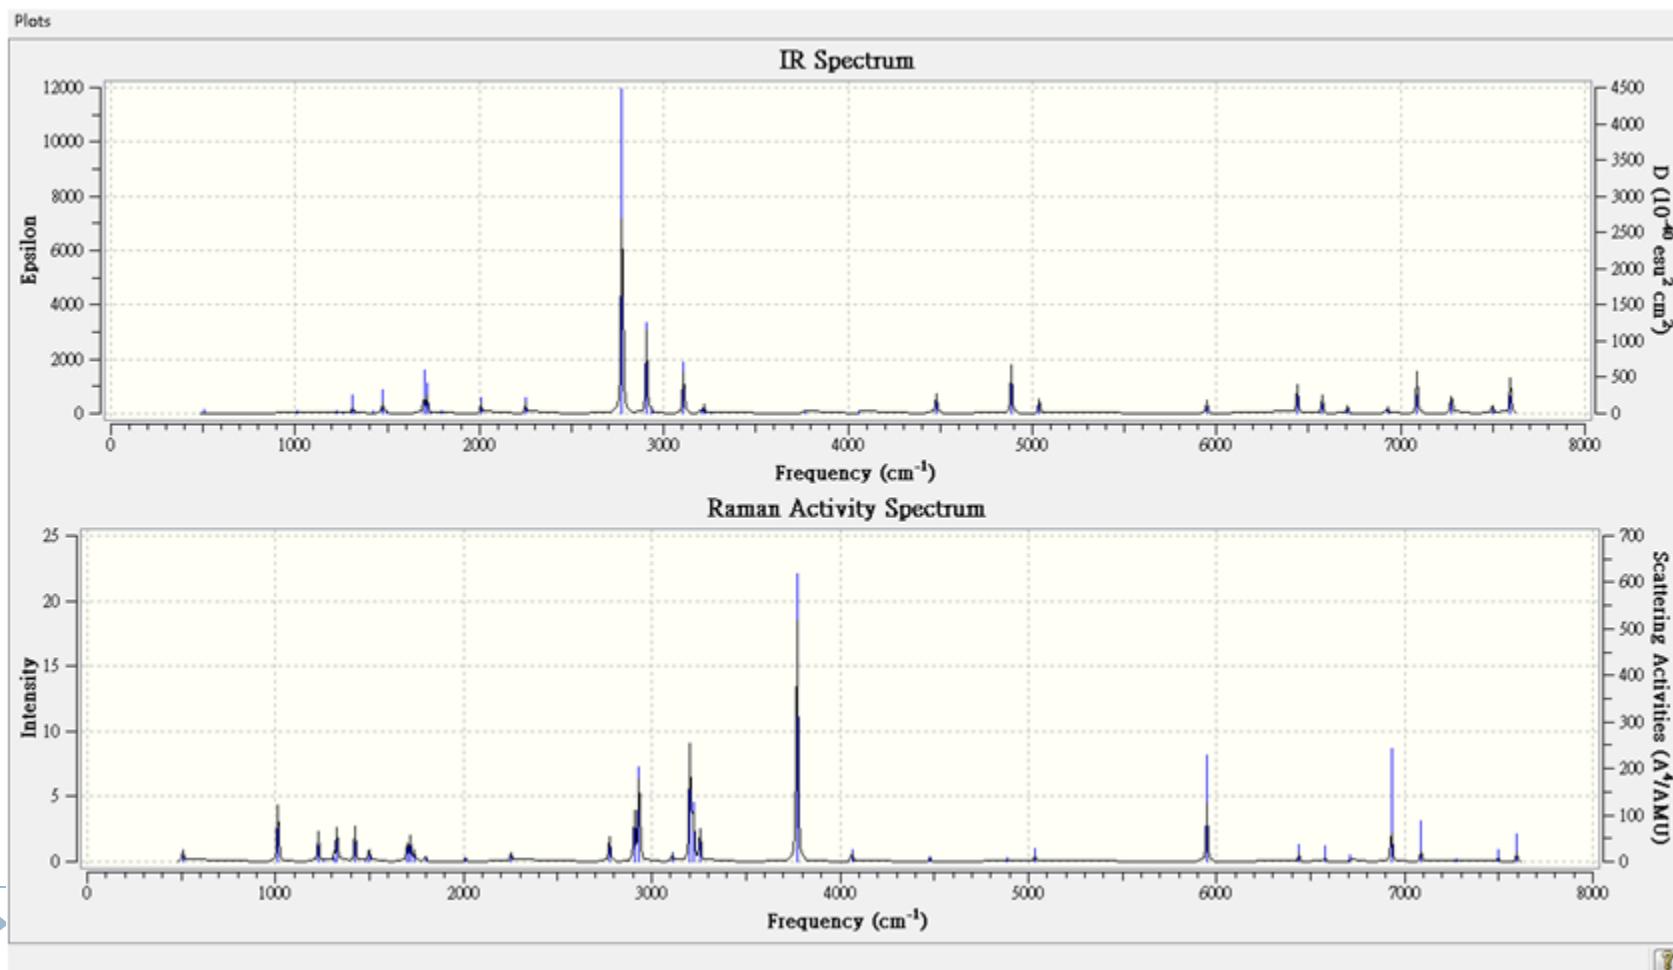 Plots
IR Spectrum
12000
10000
8000
6000
4000
2000
0
Epsilon
4500
4000
3500
3000
2500
2000
1500
1000
500
0
D (10⁻⁴⁰ esu² cm²)
0 1000 2000 3000 4000 5000 6000 7000 8000
Frequency (cm⁻¹)
Raman Activity Spectrum
25
20
15
10
5
0
Intensity
700
600
500
400
300
200
100
0
Scattering Activities (A⁴/AMU)
0 1000 2000 3000 4000 5000 6000 7000 8000
Frequency (cm⁻¹)